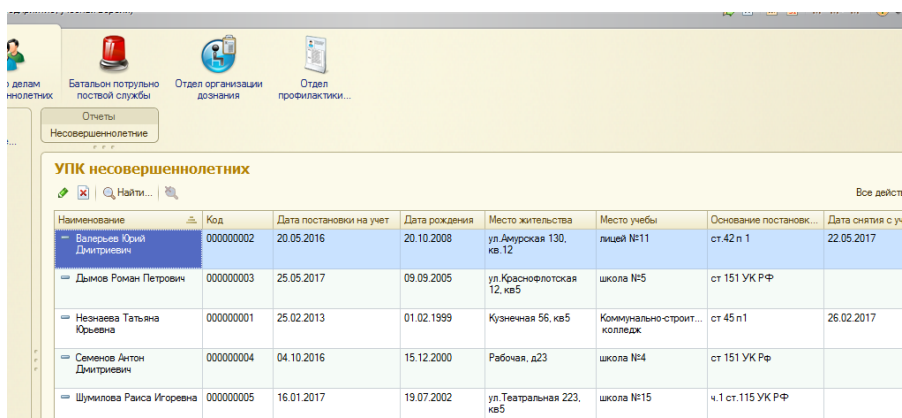 о делам
ннолетних
Батальон потрульно
поствой службы
Отдел организации
дознания
Отдел
профилактики...
Отчеты
Несовершеннолетние
УПК несовершеннолетних
Найти...
Все дейст
Наименование Код Дата постановки на учет Дата рождения Место жительства Место учебы Основание постановк... Дата снятия с уч
Валерьев Юрий 000000002 20.05.2016 20.10.2008 ул.Амурская 130, лицей №11 ст.42 п 1 22.05.2017
Дмитриевич кв.12
Дымов Роман Петрович 000000003 25.05.2017 09.09.2005 ул.Краснофлотская школа №5 ст 151 УК РФ
12, кв5
Незнаева Татьяна 000000001 25.02.2013 01.02.1999 Кузнечная 56, кв5 Коммунально-строит... ст 45 п1 26.02.2017
Юрьевна колледж
Семенов Антон 000000004 04.10.2016 15.12.2000 Рабочая, д23 школа №4 ст 151 УК Рф
Дмитриевич
Шумилова Раиса Игоревна 000000005 16.01.2017 19.07.2002 ул.Театральная 223, школа №15 ч.1 ст.115 УК РФ
кв5